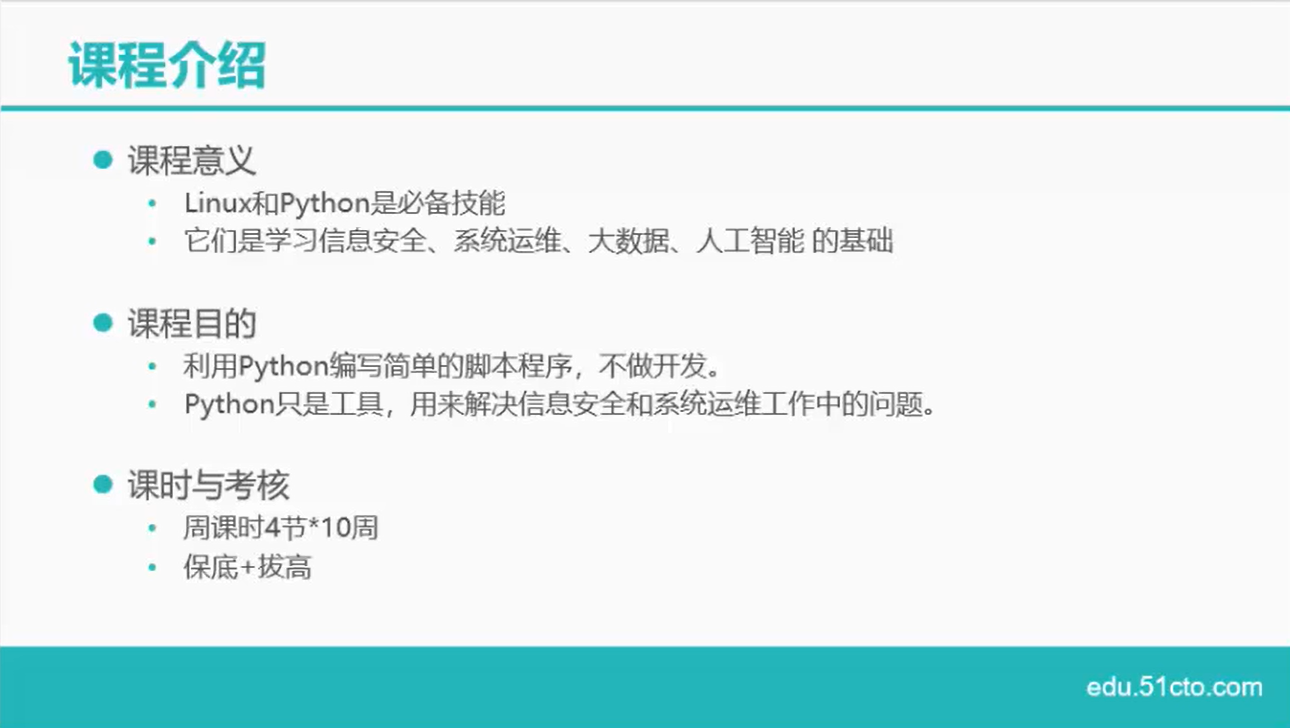 课程介绍
课程意义
Linux和Python是必备技能
它们是学习信息安全、系统运维、大数据、人工智能 的基础
课程目的
利用Python编写简单的脚本程序，不做开发。
Python只是工具，用来解决信息安全和系统运维工作中的问题。
课时与考核
周课时4节*10周
保底+拔高
edu.51cto.com